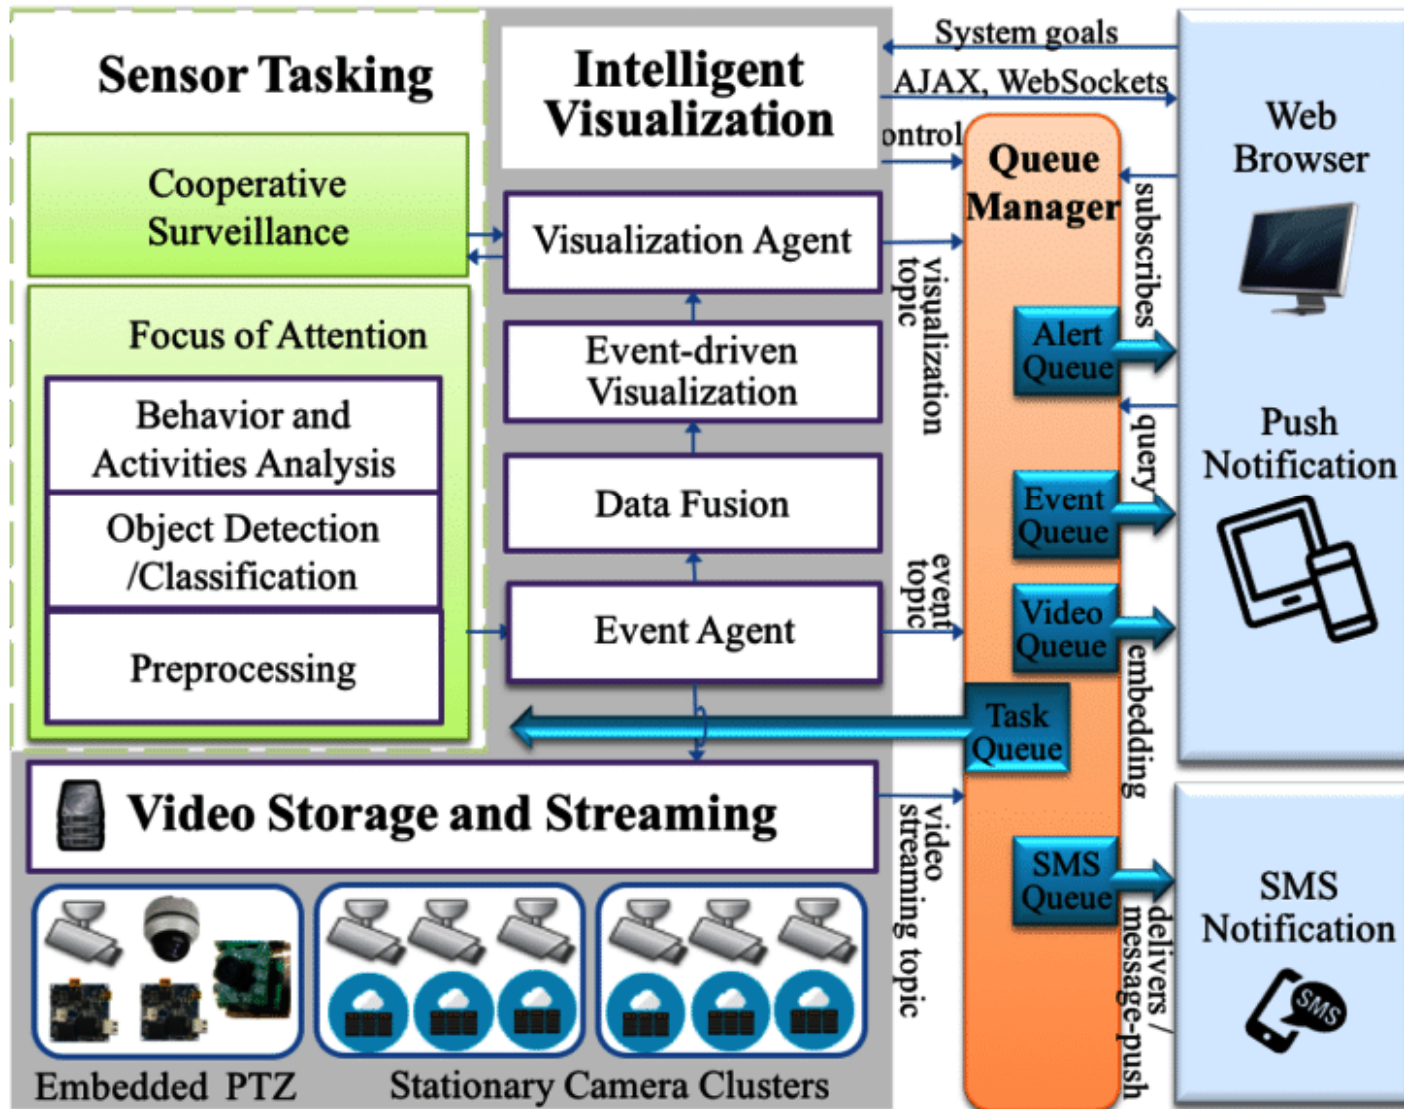 Sensor Tasking
Cooperative
Surveillance
Focus of Attention
Behavior and
Activities Analysis
Object Detection
/Classification
Preprocessing
Intelligent
Visualization
Visualization Agent
Event-driven
Visualization
Data Fusion
Event Agent
Video Storage and Streaming
Embedded PTZ
Stationary Camera Clusters
System goals
AJAX, WebSockets
ontrol
visualization
topic
event
topic
video
streaming topic
Queue
Manager
Alert
Queue
Event
Queue
Video
Queue
Task
Queue
SMS
Queue
subscribes
query
embedding
delivers /
message-push
Web
Browser
Push
Notification
SMS
Notification
SMS